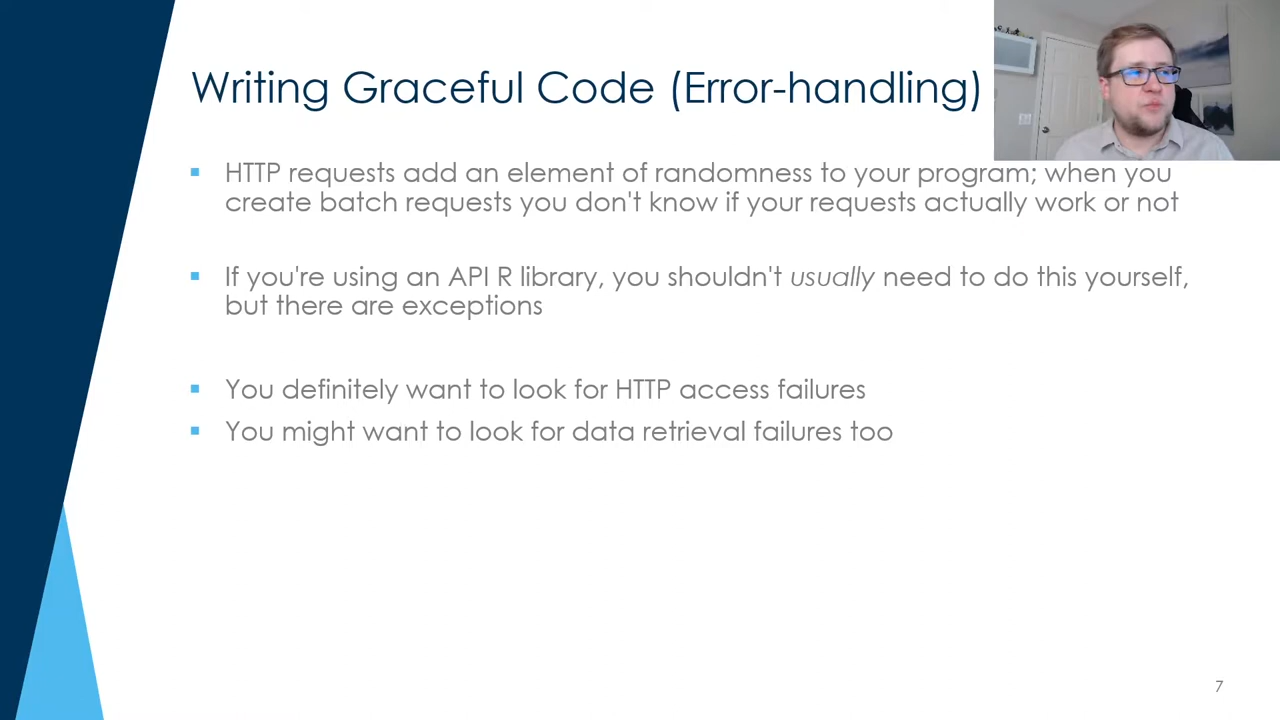 Writing Graceful Code (Error-handling)
HTTP requests add an element of randomness to your program; when you
create batch requests you don't know if your requests actually work or not
If you're using an API R library, you shouldn't usually need to do this yourself,
but there are exceptions
You definitely want to look for HTTP access failures
You might want to look for data retrieval failures too
7